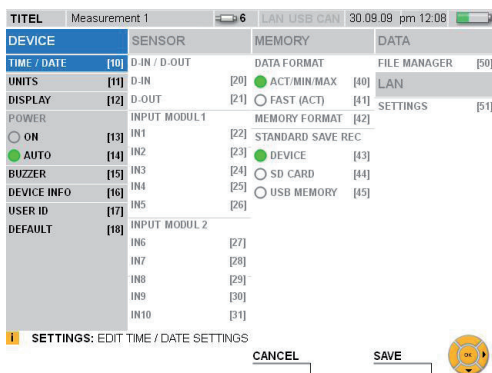 TITEL Measurement 1 6 LAN USB CAN 30.09.09 pm 12:08
DEVICE
TIME / DATE [10]
UNITS [11]
DISPLAY [12]
POWER
ON [13]
AUTO [14]
BUZZER [15]
DEVICE INFO [16]
USER ID [17]
DEFAULT [18]
SENSOR
D-IN / D-OUT
D-IN [20]
D-OUT [21]
INPUT MODUL1
IN1 [22]
IN2 [23]
IN3 [24]
IN4 [25]
IN5 [26]
INPUT MODUL 2
IN6 [27]
IN7 [28]
IN8 [29]
IN9 [30]
IN10 [31]
MEMORY
DATA FORMAT
ACT/MIN/MAX [40]
FAST (ACT) [41]
MEMORY FORMAT [42]
STANDARD SAVE REC
DEVICE [43]
SD CARD [44]
USB MEMORY [45]
DATA
FILE MANAGER [50]
LAN
SETTINGS [51]
i SETTINGS: EDIT TIME / DATE SETTINGS
CANCEL SAVE OK